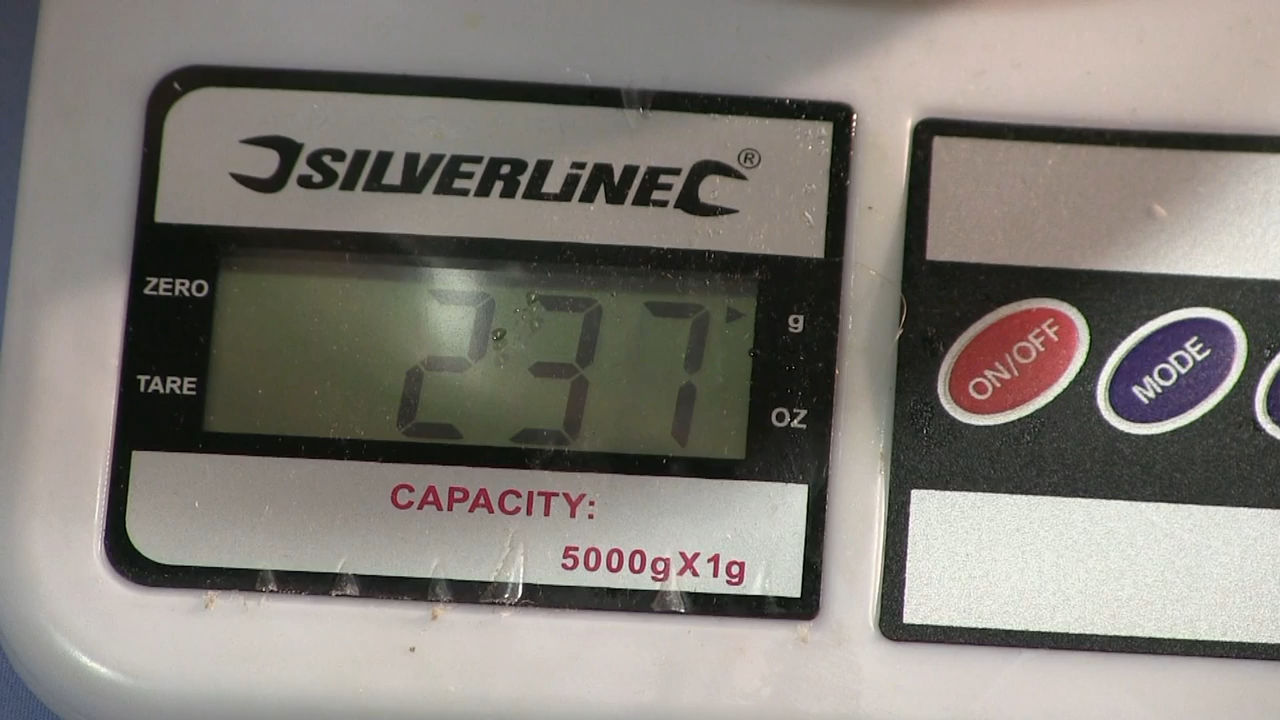 SILVERLINE®
ZERO
TARE
237
g
OZ
CAPACITY:
5000gX1g
ON/OFF
MODE